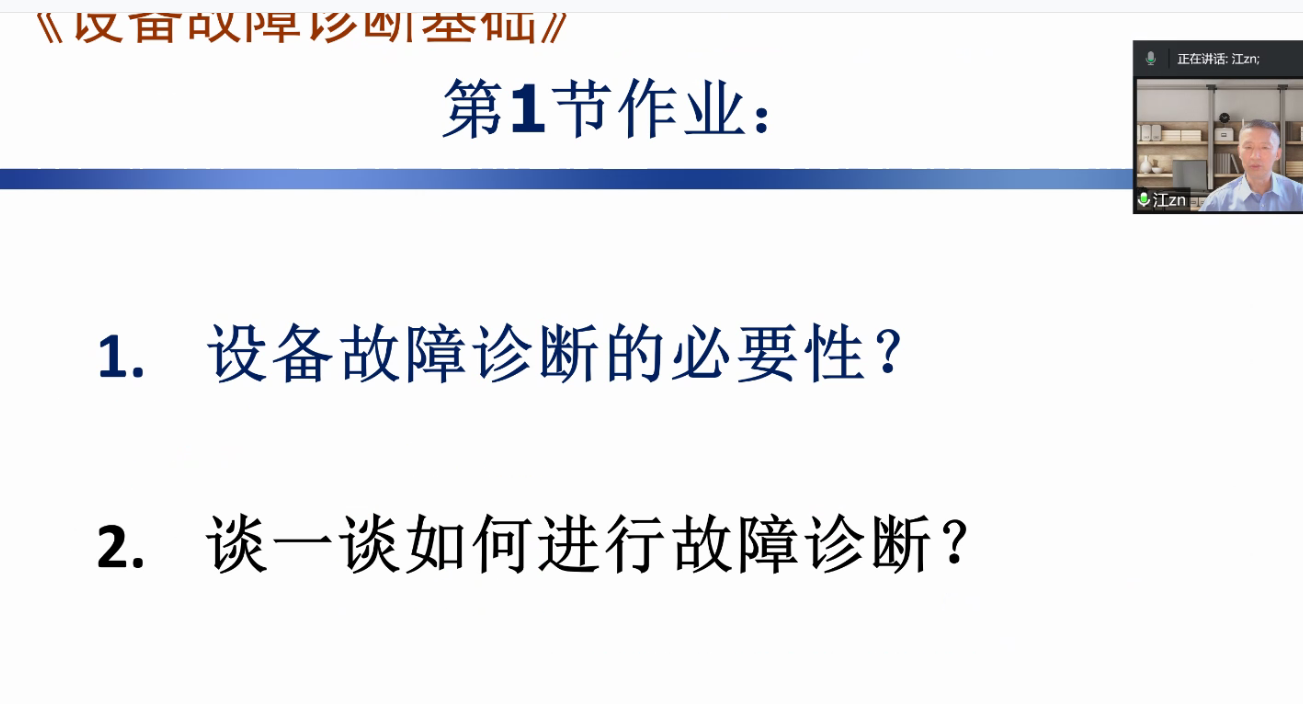 《设备故障诊断基础》
第1节作业：
正在讲话: 江zn;
江zn
1. 设备故障诊断的必要性？
2. 谈一谈如何进行故障诊断？